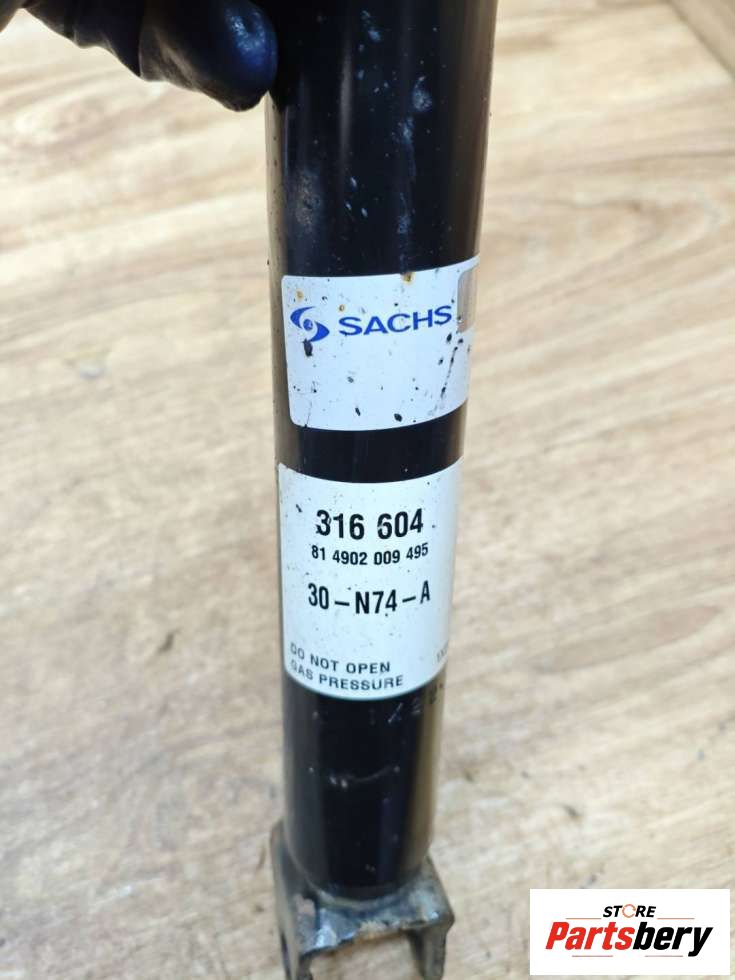 SACHS
316 604
81 4902 009 495
30-N74-A
DO NOT OPEN
GAS PRESSURE
STORE
Partsbery